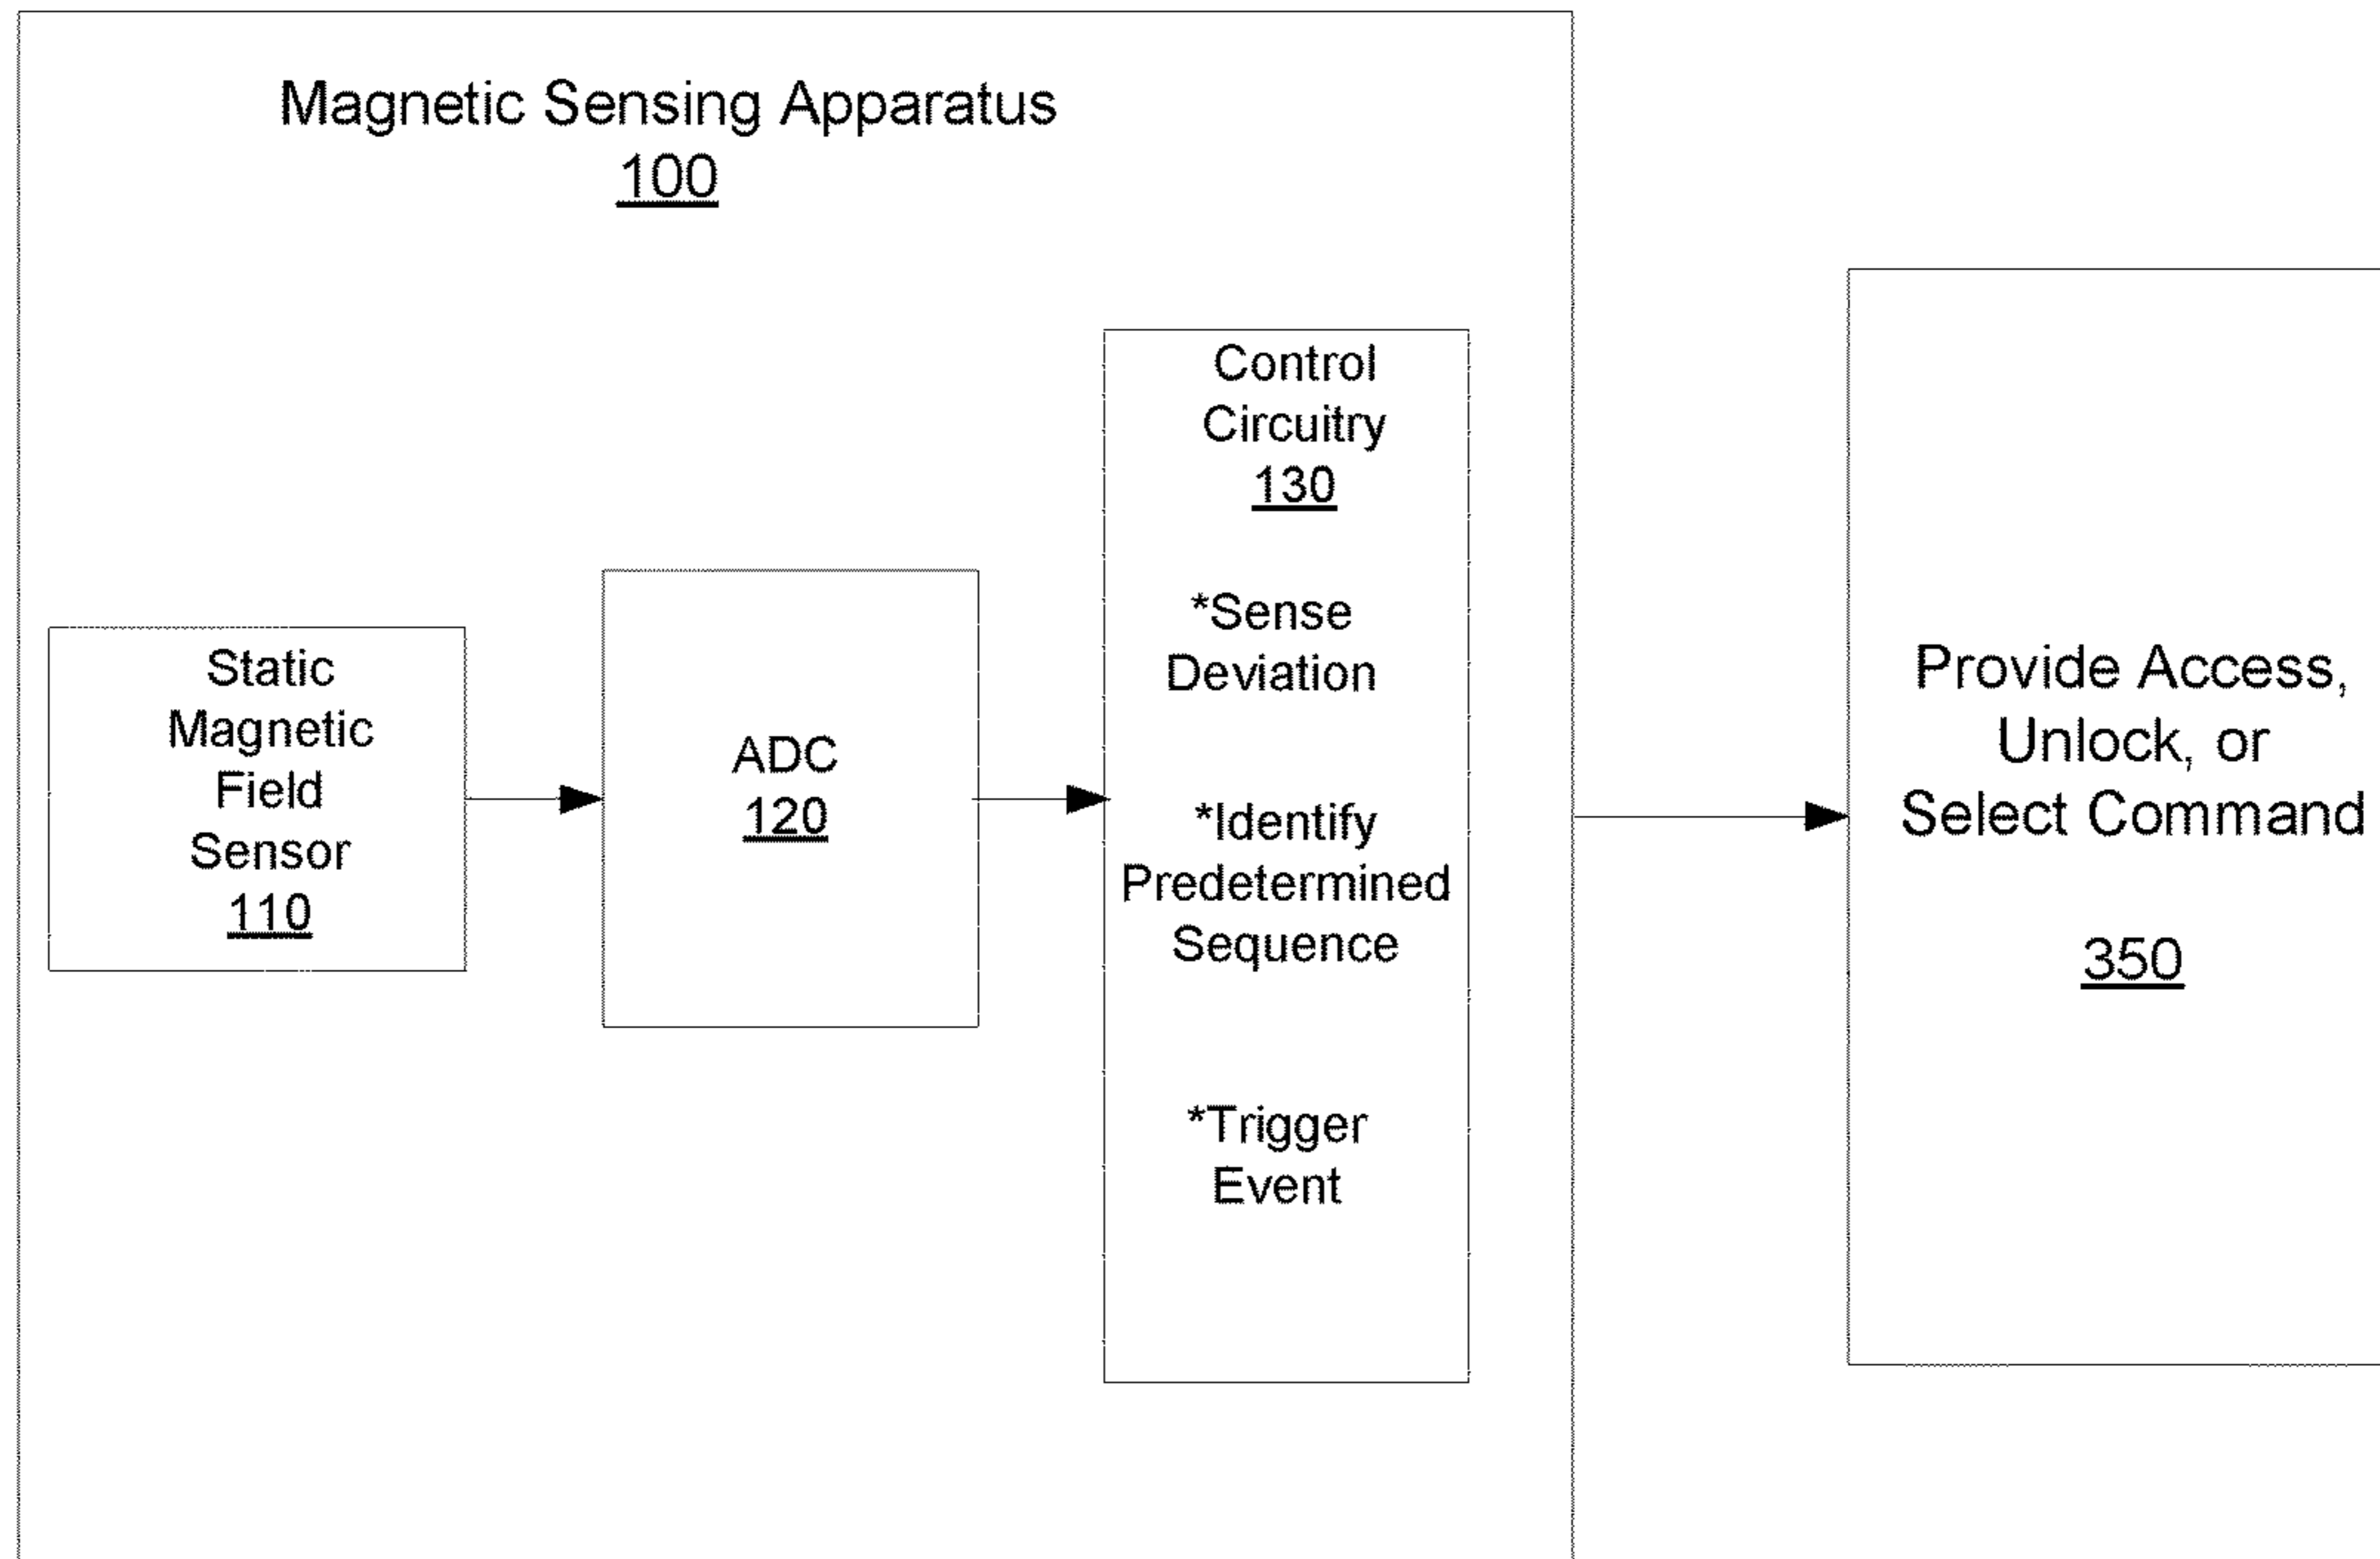 Magnetic Sensing Apparatus
100
Static
Magnetic
Field
Sensor
110
ADC
120
Control
Circuitry
130
*Sense
Deviation
*Identify
Predetermined
Sequence
*Trigger
Event
Provide Access,
Unlock, or
Select Command
350